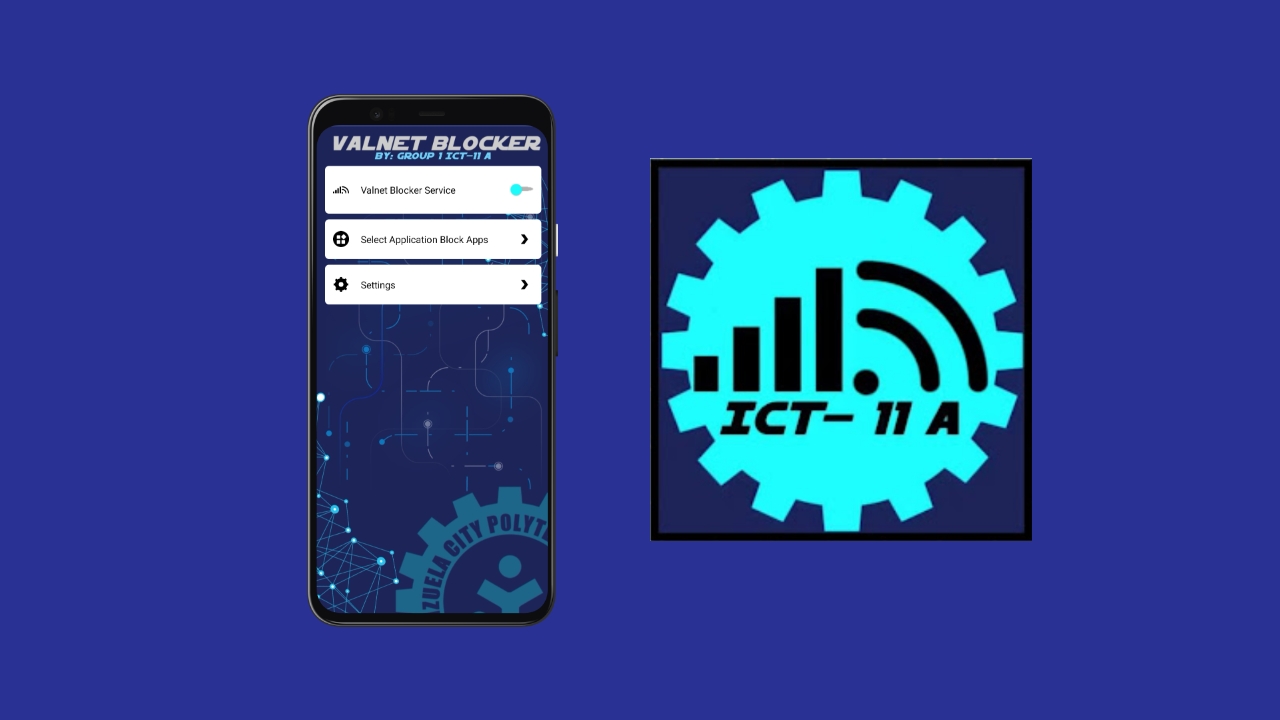 VALNET BLOCKER
BY: GROUP 1 ICT-11 A
Valnet Blocker Service
Select Application Block Apps
Settings
ZUELA CITY POLYT
ICT- 11 A